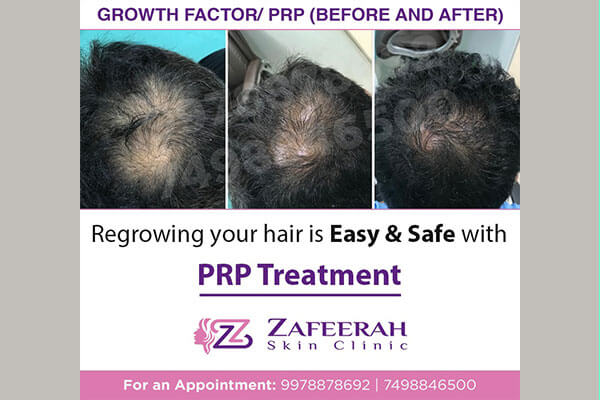 GROWTH FACTOR/ PRP (BEFORE AND AFTER)
7498846500
Regrowing your hair is Easy & Safe with
PRP Treatment
ZAFEERAH
Skin Clinic
For an Appointment: 9978878692 | 7498846500